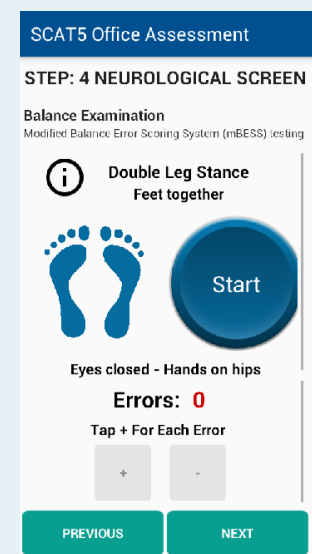 SCAT5 Office Assessment
STEP: 4 NEUROLOGICAL SCREEN
Balance Examination
Modified Balance Error Scoring System (mBESS) testing
Double Leg Stance
Feet together
Start
Eyes closed - Hands on hips
Errors: 0
Tap + For Each Error
+ -
PREVIOUS NEXT